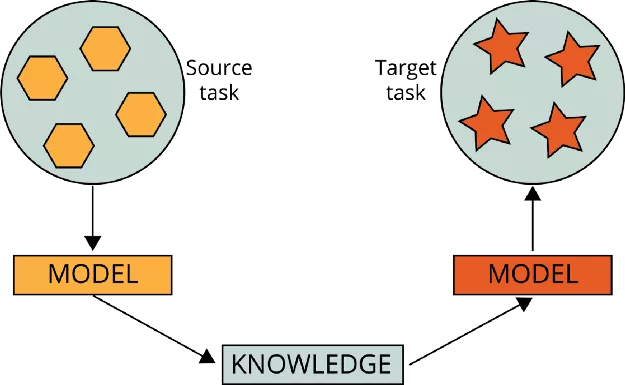 Source
task
Target
task
MODEL
MODEL
KNOWLEDGE